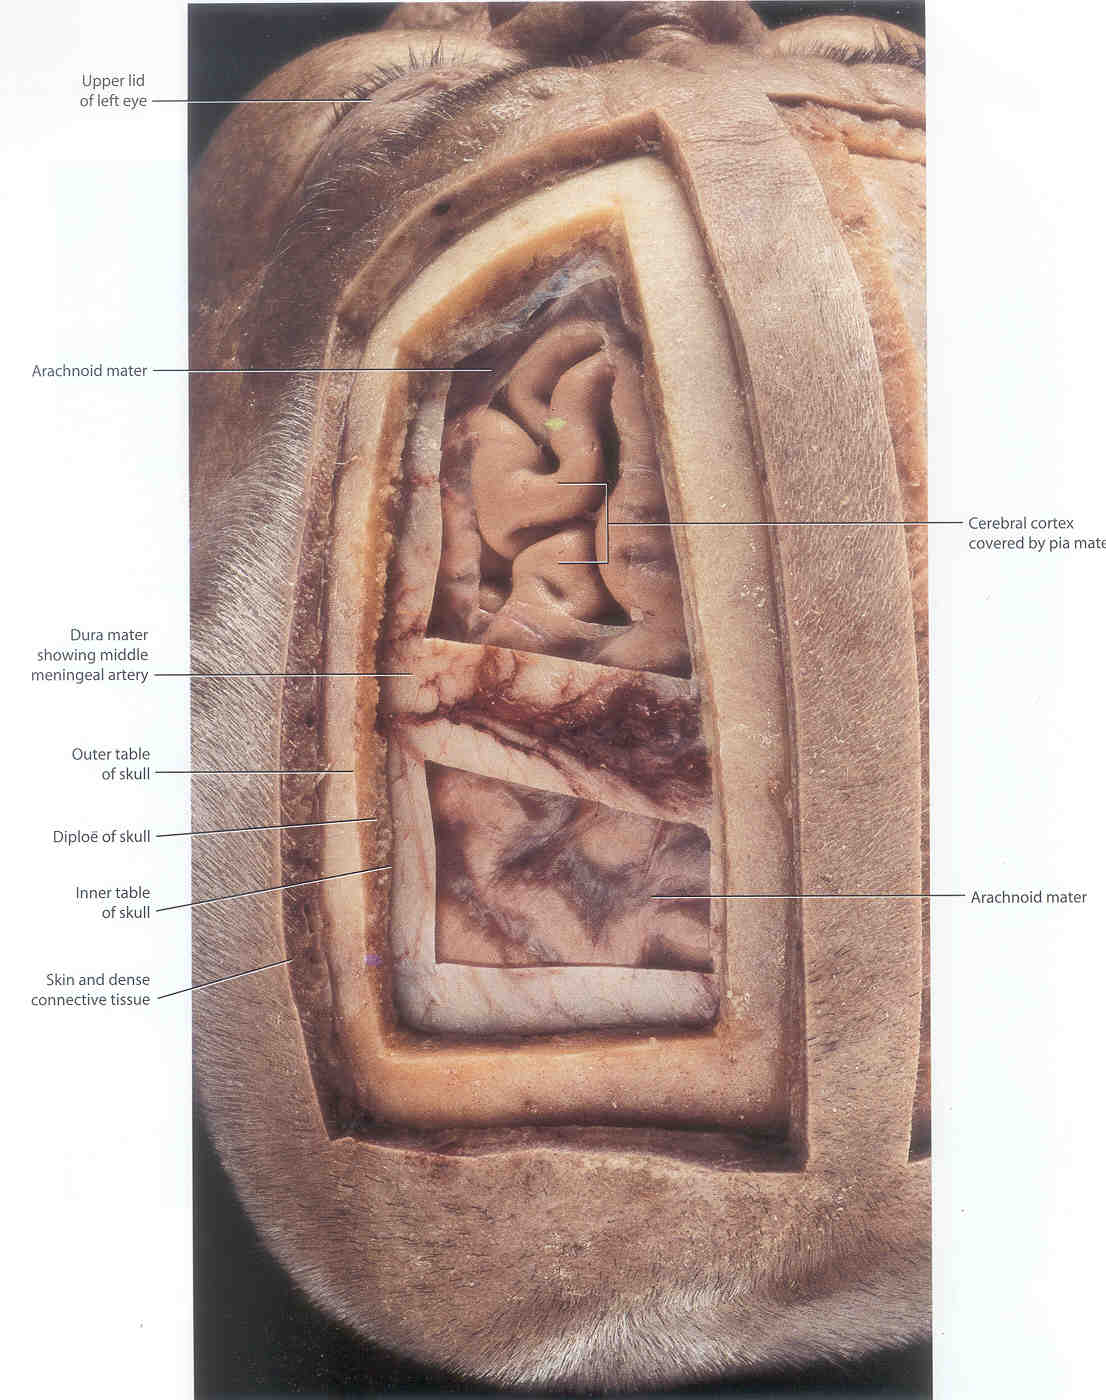 Upper lid
of left eye
Arachnoid mater
Cerebral cortex
covered by pia mate
Dura mater
showing middle
meningeal artery
Outer table
of skull
Diploë of skull
Inner table
of skull
Arachnoid mater
Skin and dense
connective tissue